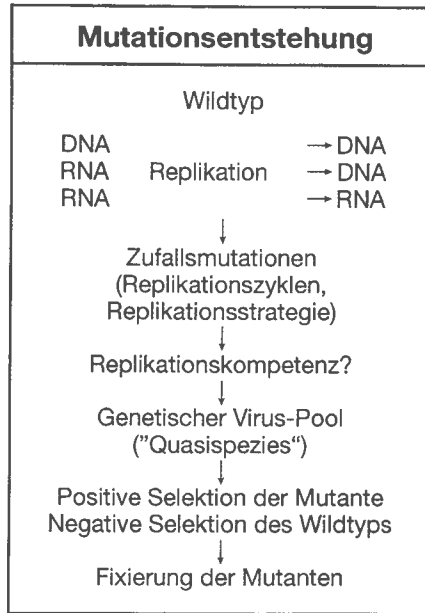 Mutationsentstehung
Wildtyp
DNA → DNA
RNA Replikation → DNA
RNA → RNA
↓
Zufallsmutationen
(Replikationszyklen,
Replikationsstrategie)
↓
Replikationskompetenz?
↓
Genetischer Virus-Pool
("Quasispezies“)
↓
Positive Selektion der Mutante
Negative Selektion des Wildtyps
↓
Fixierung der Mutanten